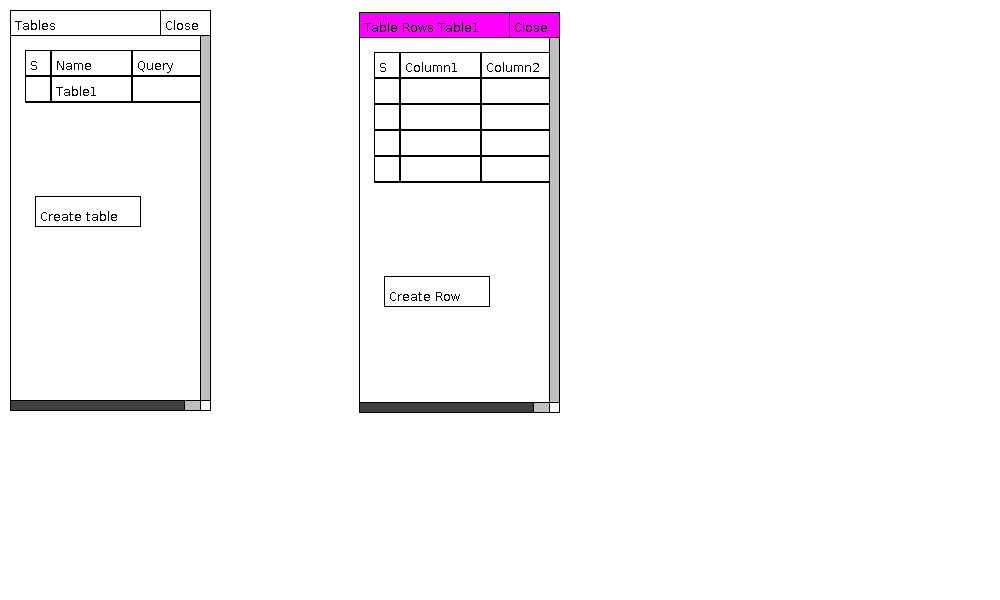 Tables Close
S Name Query
Table1
Create table
Table Rows Table1 Close
S Column1 Column2
Create Row